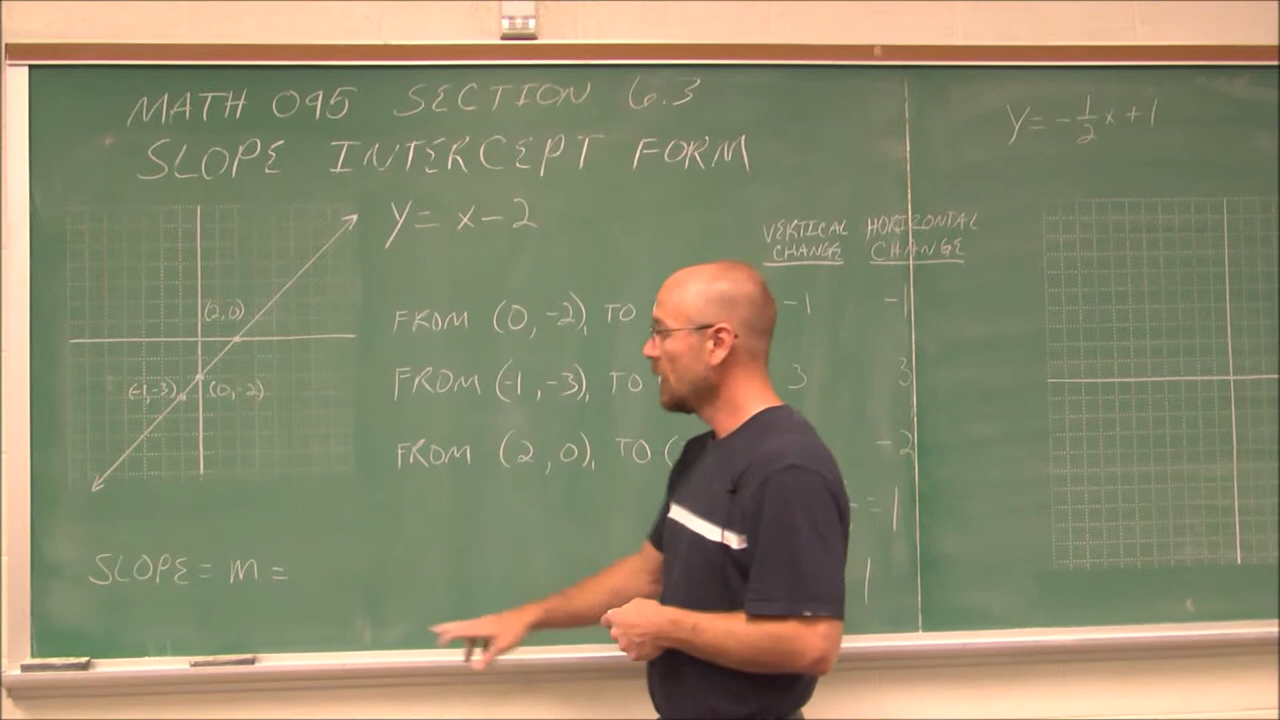 MATH 095 SECTION 6.3
SLOPE INTERCEPT FORM
y = x - 2
(2,0)
(-1,-3)
(0,-2)
VERTICAL CHANGE
HORIZONTAL CHANGE
FROM (0,-2), TO -1 -1
FROM (-1,-3), TO 3 3
FROM (2,0), TO ( -2
= 1
1
SLOPE = m =
y = -1/2x + 1